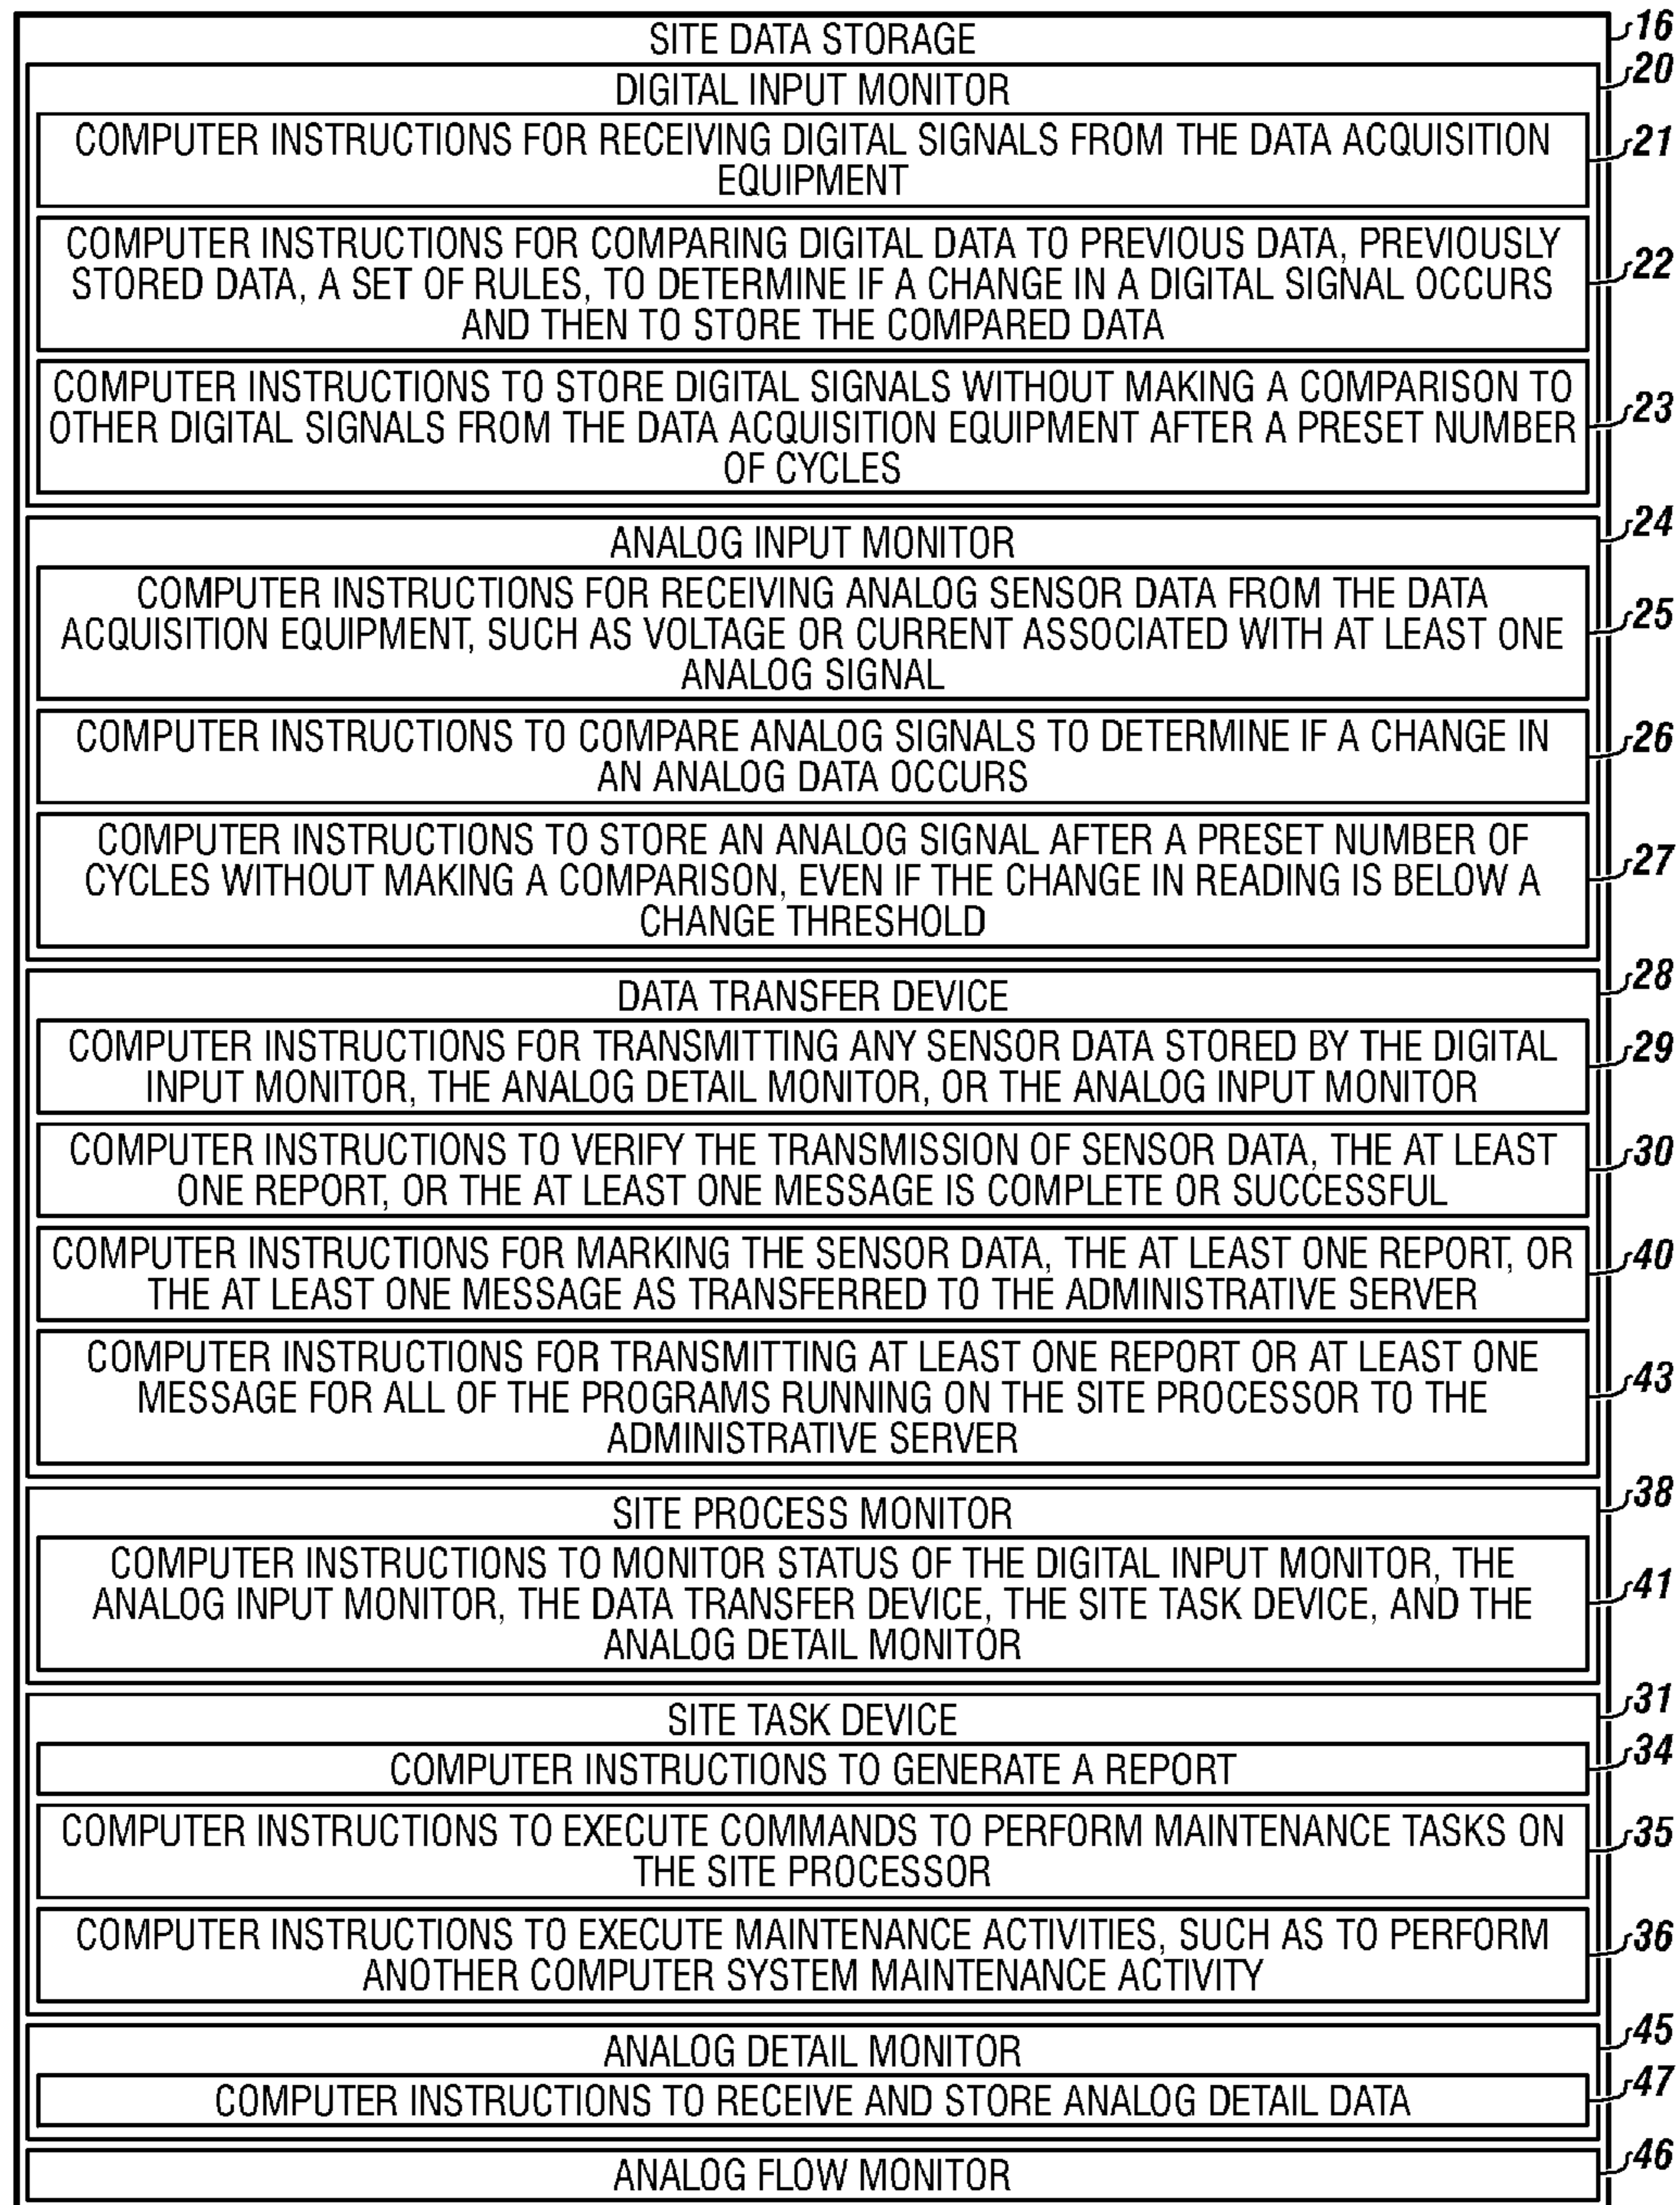 SITE DATA STORAGE
16
DIGITAL INPUT MONITOR
20
COMPUTER INSTRUCTIONS FOR RECEIVING DIGITAL SIGNALS FROM THE DATA ACQUISITION
EQUIPMENT
21
COMPUTER INSTRUCTIONS FOR COMPARING DIGITAL DATA TO PREVIOUS DATA, PREVIOUSLY
STORED DATA, A SET OF RULES, TO DETERMINE IF A CHANGE IN A DIGITAL SIGNAL OCCURS
AND THEN TO STORE THE COMPARED DATA
22
COMPUTER INSTRUCTIONS TO STORE DIGITAL SIGNALS WITHOUT MAKING A COMPARISON TO
OTHER DIGITAL SIGNALS FROM THE DATA ACQUISITION EQUIPMENT AFTER A PRESET NUMBER
OF CYCLES
23
ANALOG INPUT MONITOR
24
COMPUTER INSTRUCTIONS FOR RECEIVING ANALOG SENSOR DATA FROM THE DATA
ACQUISITION EQUIPMENT, SUCH AS VOLTAGE OR CURRENT ASSOCIATED WITH AT LEAST ONE
ANALOG SIGNAL
25
COMPUTER INSTRUCTIONS TO COMPARE ANALOG SIGNALS TO DETERMINE IF A CHANGE IN
AN ANALOG DATA OCCURS
26
COMPUTER INSTRUCTIONS TO STORE AN ANALOG SIGNAL AFTER A PRESET NUMBER OF
CYCLES WITHOUT MAKING A COMPARISON, EVEN IF THE CHANGE IN READING IS BELOW A
CHANGE THRESHOLD
27
DATA TRANSFER DEVICE
28
COMPUTER INSTRUCTIONS FOR TRANSMITTING ANY SENSOR DATA STORED BY THE DIGITAL
INPUT MONITOR, THE ANALOG DETAIL MONITOR, OR THE ANALOG INPUT MONITOR
29
COMPUTER INSTRUCTIONS TO VERIFY THE TRANSMISSION OF SENSOR DATA, THE AT LEAST
ONE REPORT, OR THE AT LEAST ONE MESSAGE IS COMPLETE OR SUCCESSFUL
30
COMPUTER INSTRUCTIONS FOR MARKING THE SENSOR DATA, THE AT LEAST ONE REPORT, OR
THE AT LEAST ONE MESSAGE AS TRANSFERRED TO THE ADMINISTRATIVE SERVER
40
COMPUTER INSTRUCTIONS FOR TRANSMITTING AT LEAST ONE REPORT OR AT LEAST ONE
MESSAGE FOR ALL OF THE PROGRAMS RUNNING ON THE SITE PROCESSOR TO THE
ADMINISTRATIVE SERVER
43
SITE PROCESS MONITOR
38
COMPUTER INSTRUCTIONS TO MONITOR STATUS OF THE DIGITAL INPUT MONITOR, THE
ANALOG INPUT MONITOR, THE DATA TRANSFER DEVICE, THE SITE TASK DEVICE, AND THE
ANALOG DETAIL MONITOR
41
SITE TASK DEVICE
31
COMPUTER INSTRUCTIONS TO GENERATE A REPORT
34
COMPUTER INSTRUCTIONS TO EXECUTE COMMANDS TO PERFORM MAINTENANCE TASKS ON
THE SITE PROCESSOR
35
COMPUTER INSTRUCTIONS TO EXECUTE MAINTENANCE ACTIVITIES, SUCH AS TO PERFORM
ANOTHER COMPUTER SYSTEM MAINTENANCE ACTIVITY
36
ANALOG DETAIL MONITOR
45
COMPUTER INSTRUCTIONS TO RECEIVE AND STORE ANALOG DETAIL DATA
47
ANALOG FLOW MONITOR
46